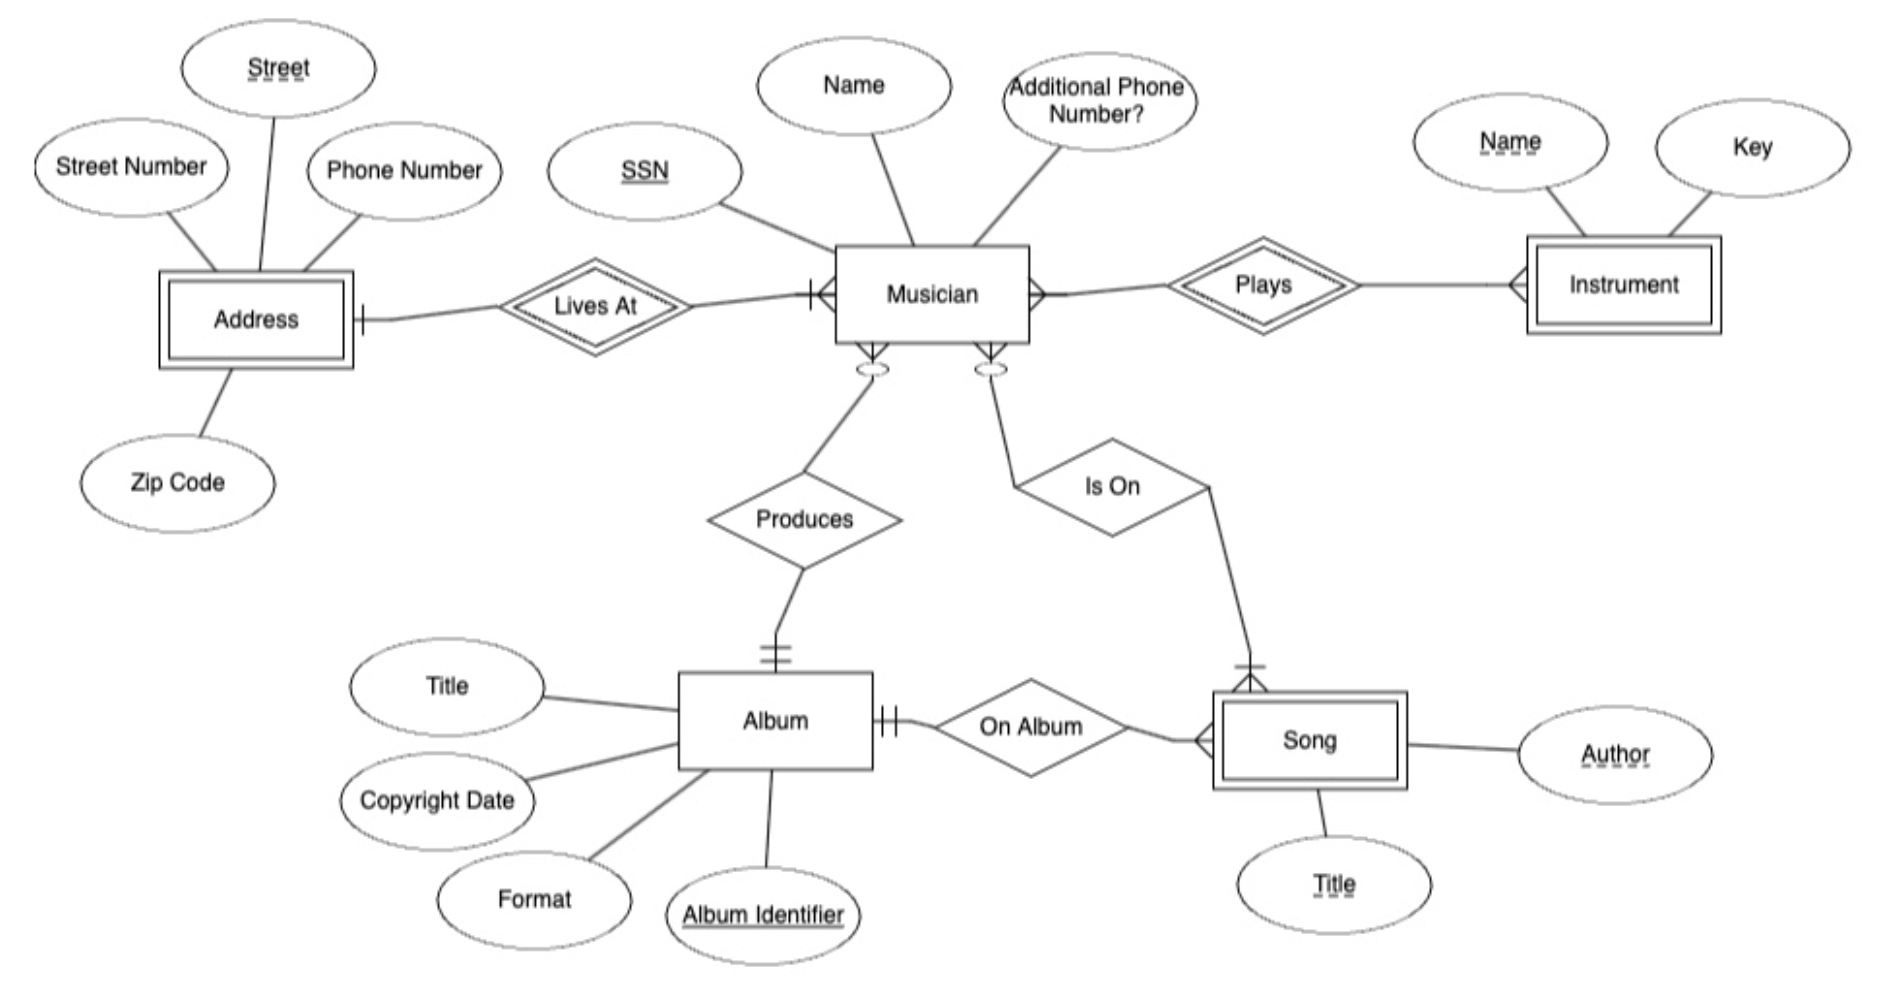 Street
Name
Additional Phone
Number?
Street Number
Phone Number
SSN
Name
Key
Address
Lives At
Musician
Plays
Instrument
Zip Code
Produces
Is On
Title
Album
On Album
Song
Author
Copyright Date
Format
Album Identifier
Title